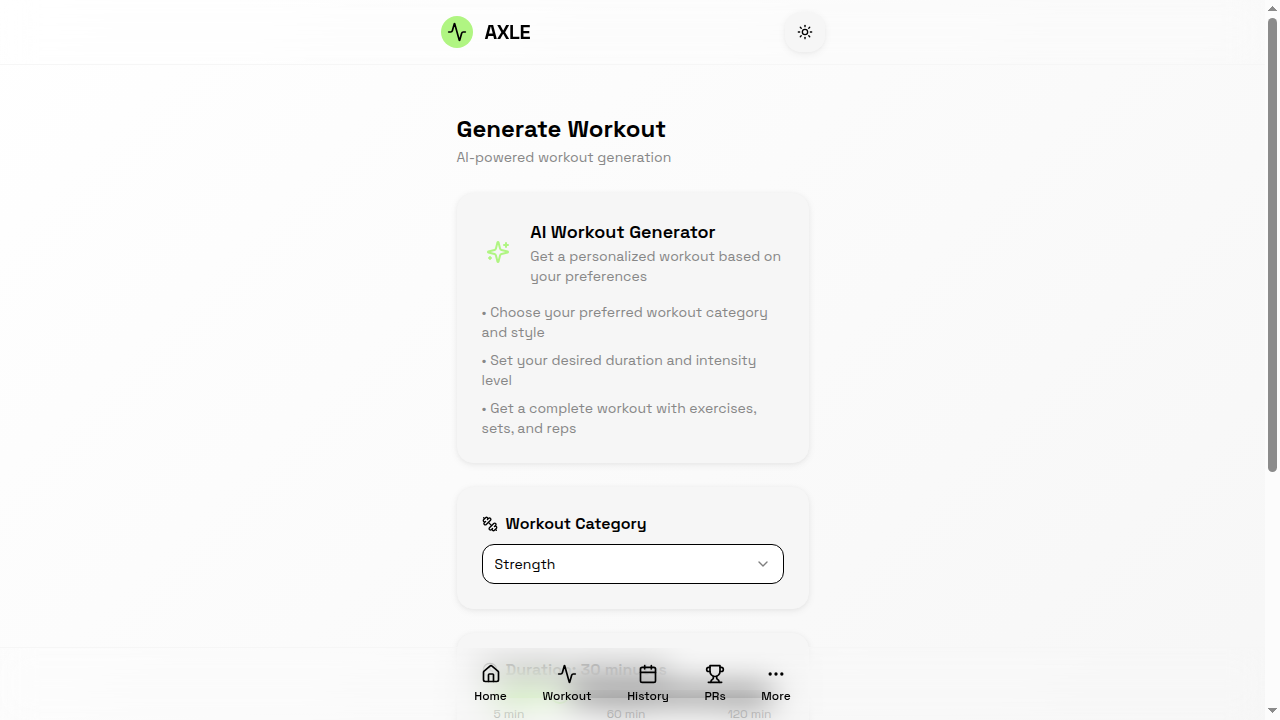 AXLE
Generate Workout
AI-powered workout generation
AI Workout Generator
Get a personalized workout based on
your preferences
• Choose your preferred workout category
and style
• Set your desired duration and intensity
level
• Get a complete workout with exercises,
sets, and reps
Workout Category
Strength
Duration: 30 minutes
Home
Workout
History
PRs
More
5 min
60 min
120 min